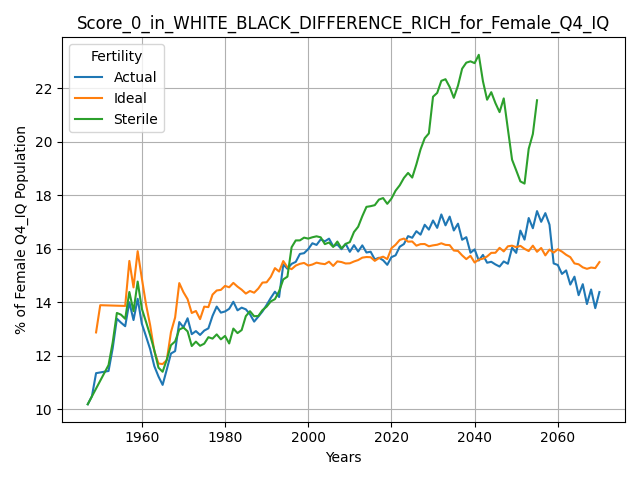 Score_0_in_WHITE_BLACK_DIFFERENCE_RICH_for_Female_Q4_IQ
Fertility
Actual
Ideal
Sterile
% of Female Q4_IQ Population
22
20
18
16
14
12
10
1960 1980 2000 2020 2040 2060
Years